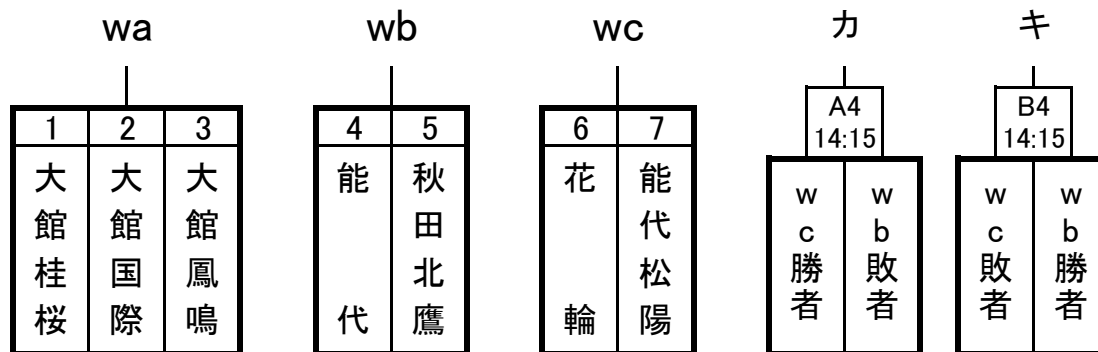 wa
wb
wc
カ
キ
A4
14:15
B4
14:15
1
2
3
4
5
6
7
大館桂桜
大館国際
大館鳳鳴
能代
秋田北鷹
花輪
能代松陽
wc勝者
wb敗者
wc敗者
wb勝者